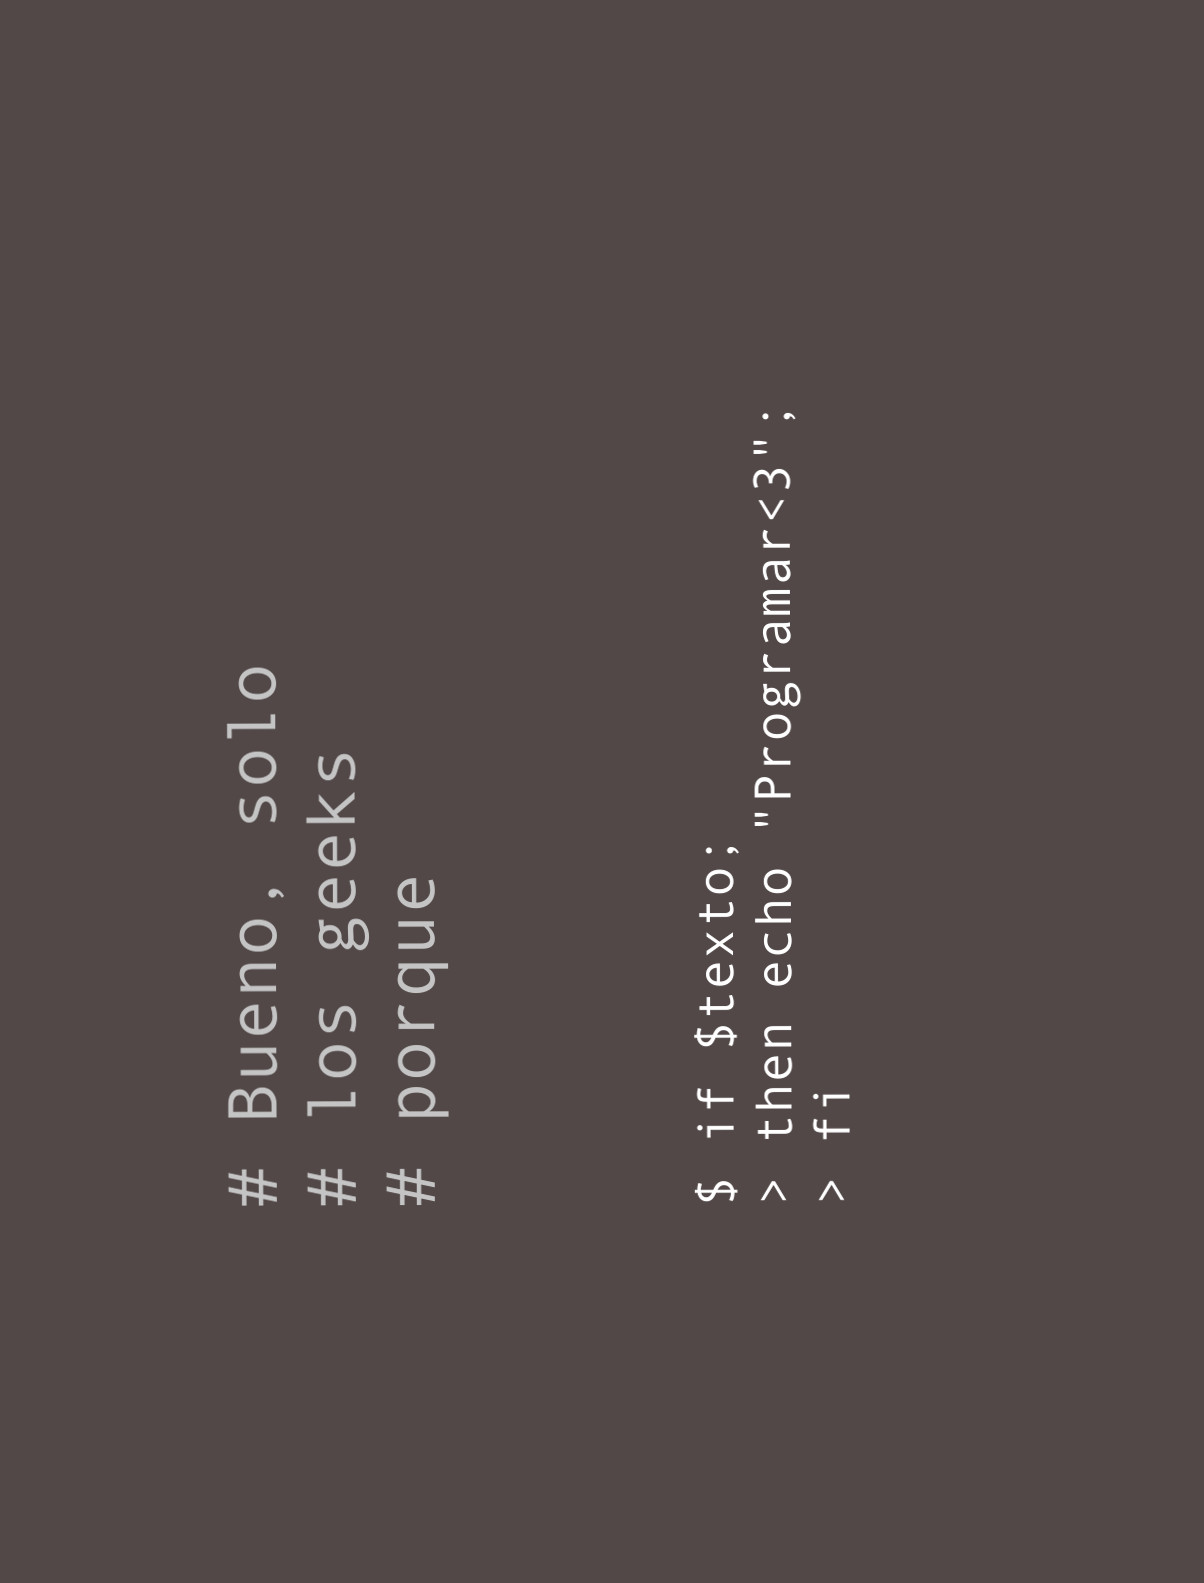 # Bueno, solo
# los geeks
# porque
$ if $texto;
> then echo "Programar<3";
> fi